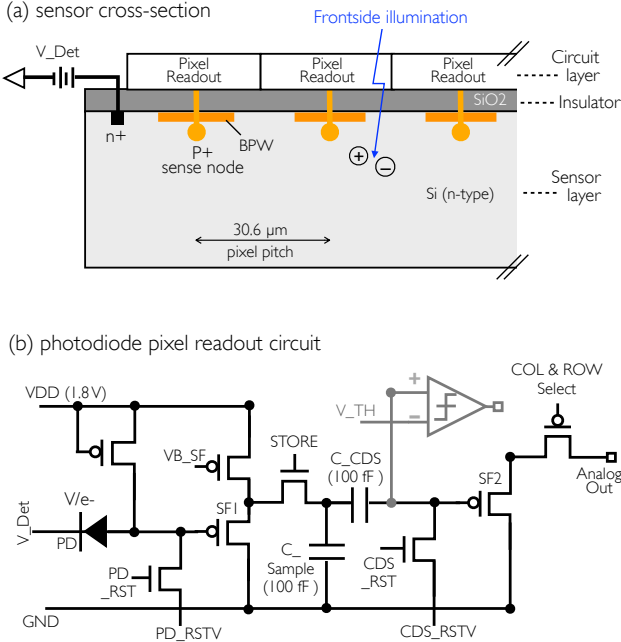 (a) sensor cross-section
Frontside illumination
V_Det
Pixel
Readout
Pixel
Readout
Pixel
Readout
Circuit
layer
SiO2
Insulator
n+
P+
sense node
BPW
+
−
Si (n-type)
Sensor
layer
30.6 µm
pixel pitch
(b) photodiode pixel readout circuit
VDD (1.8V)
COL & ROW
Select
+
V_TH
−
STORE
VB_SF
C_CDS
(100 fF)
SF2
Analog
Out
V/e-
SF1
V_Det
PD
C_
Sample
(100 fF)
PD
_RST
CDS
_RST
GND
PD_RSTV
CDS_RSTV